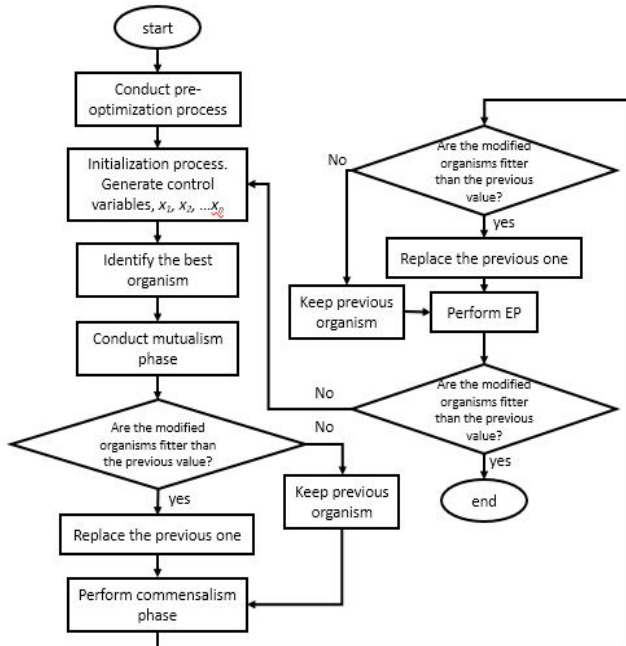 start
Conduct pre-
optimization process
Initialization process.
Generate control
variables, x1, x2, ...xn
Identify the best
organism
Conduct mutualism
phase
Are the modified
organisms fitter than
the previous value?
No
yes
Keep previous
organism
Replace the previous one
Perform commensalism
phase
Are the modified
organisms fitter
than the previous
value?
No
yes
Replace the previous one
Keep previous
organism
Perform EP
Are the modified
organisms fitter
than the previous
value?
No
yes
end